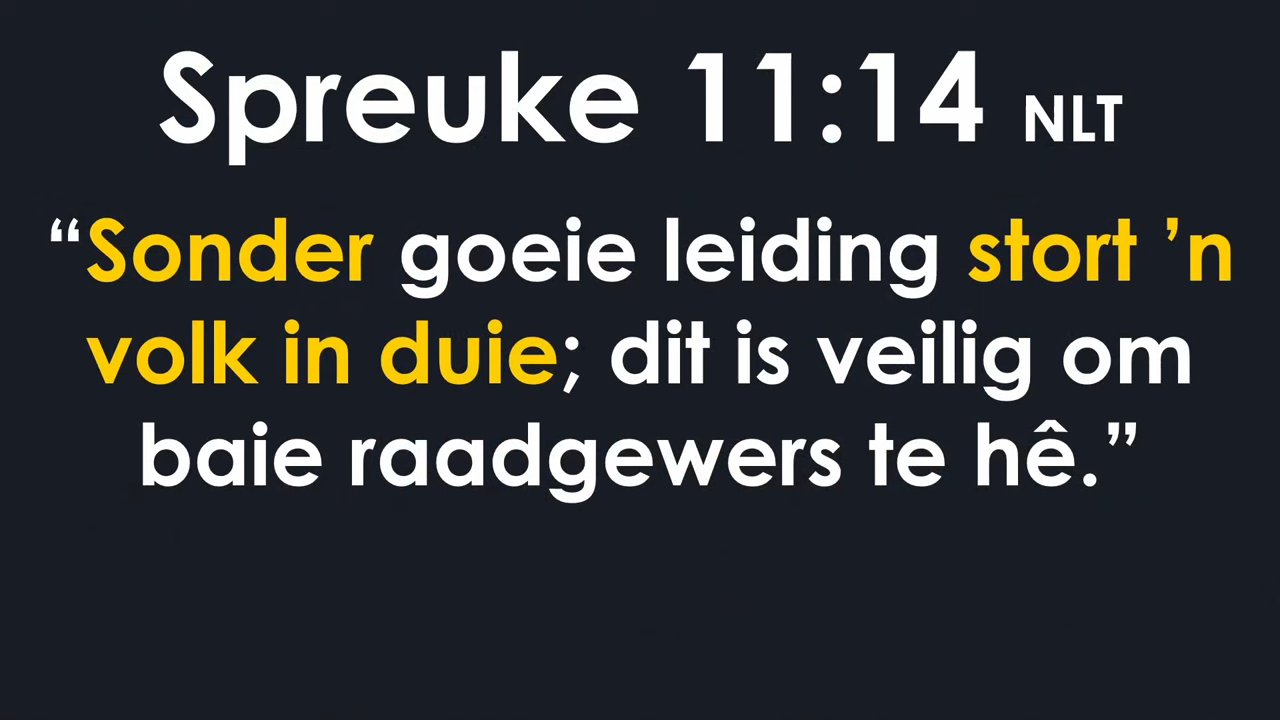 Spreuke 11:14 NLT
“Sonder goeie leiding stort ’n
volk in duie; dit is veilig om
baie raadgewers te hê.”